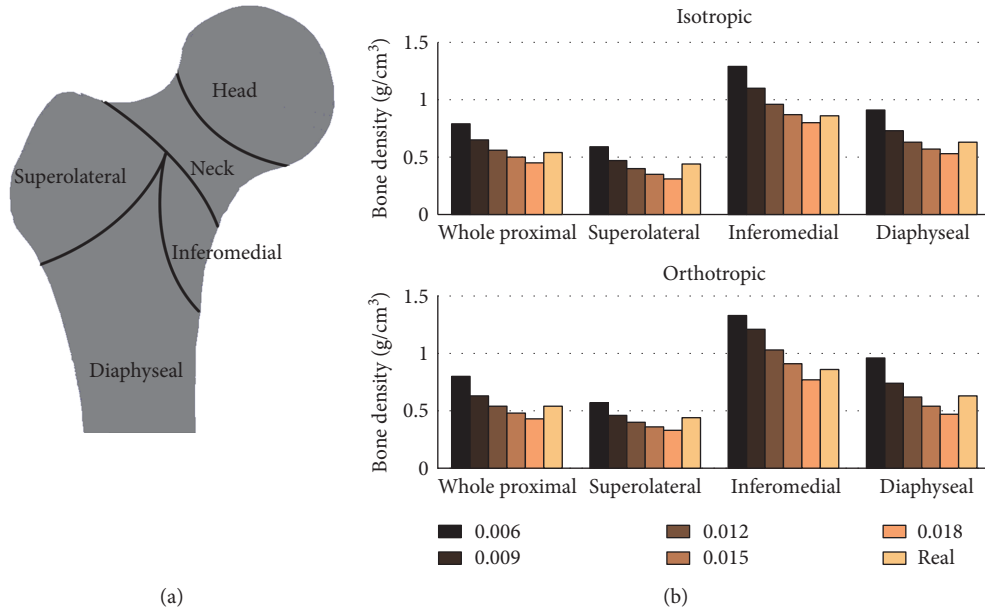 Head
Neck
Superolateral
Inferomedial
Diaphyseal
(a)
Isotropic
Bone density (g/cm³)
1.5
1
0.5
0
Whole proximal Superolateral Inferomedial Diaphyseal
Orthotropic
Bone density (g/cm³)
1.5
1
0.5
0
Whole proximal Superolateral Inferomedial Diaphyseal
0.006 0.012 0.018
0.009 0.015 Real
(b)